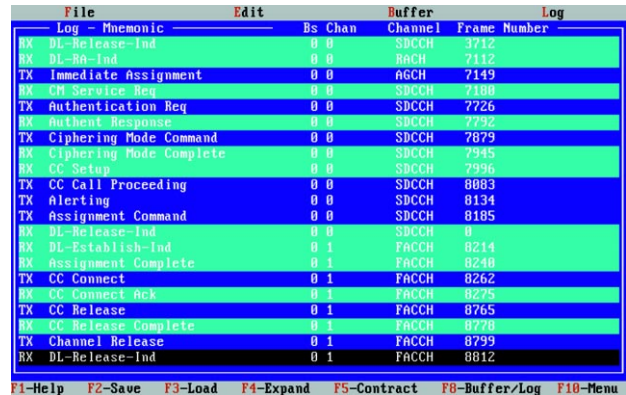 File Edit Buffer Log
Log - Mnemonic Bs Chan Channel Frame Number
RX DL-Release-Ind 0 0 SDCCH 3712
RX DL-RA-Ind 0 0 RACH 7112
TX Immediate Assignment 0 0 AGCH 7149
RX CM Service Req 0 0 SDCCH 7180
TX Authentication Req 0 0 SDCCH 7726
RX Authent Response 0 0 SDCCH 7792
TX Ciphering Mode Command 0 0 SDCCH 7879
RX Ciphering Mode Complete 0 0 SDCCH 7945
RX CC Setup 0 0 SDCCH 7996
TX CC Call Proceeding 0 0 SDCCH 8083
TX Alerting 0 0 SDCCH 8134
TX Assignment Command 0 0 SDCCH 8185
RX DL-Release-Ind 0 0 SDCCH 0
RX DL-Establish-Ind 0 1 FACCH 8214
RX Assignment Complete 0 1 FACCH 8240
TX CC Connect 0 1 FACCH 8262
RX CC Connect Ack 0 1 FACCH 8275
TX CC Release 0 1 FACCH 8765
RX CC Release Complete 0 1 FACCH 8778
TX Channel Release 0 1 FACCH 8799
RX DL-Release-Ind 0 1 FACCH 8812
F1-Help F2-Save F3-Load F4-Expand F5-Contract F8-Buffer/Log F10-Menu